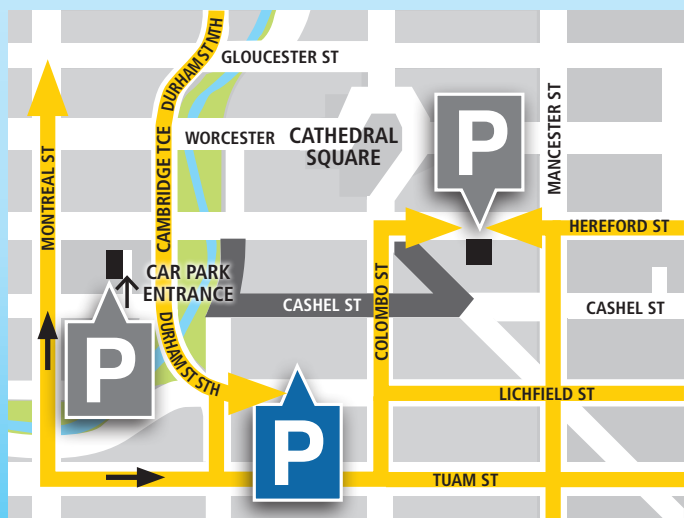 DURHAM ST NTH
GLOUCESTER ST
MONTREAL ST
CAMBRIDGE TCE
WORCESTER
CATHEDRAL
SQUARE
P
MANCESTER ST
HEREFORD ST
CAR PARK
ENTRANCE
CASHEL ST
COLOMBO ST
CASHEL ST
P
DURHAM ST STH
LICHFIELD ST
P
TUAM ST